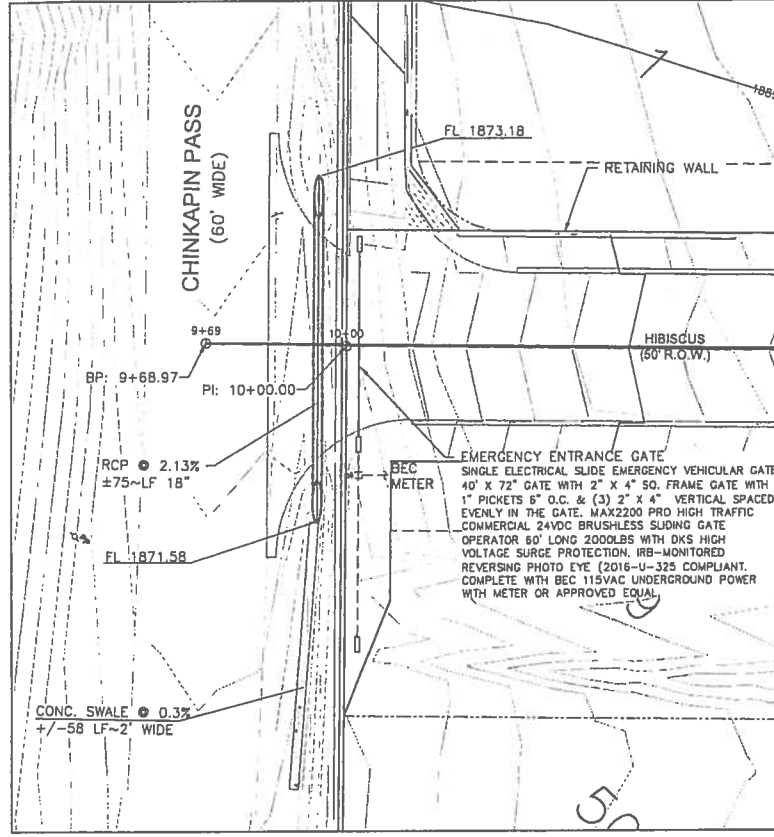 CHINKAPIN PASS
(60' WIDE)
FL 1873.18
RETAINING WALL
9+69
10+00
HIBISCUS
(50' R.O.W.)
BP: 9+68.97
PI: 10+00.00
RCP @ 2.13%
±75~LF 18"
BEC
METER
EMERGENCY ENTRANCE GATE
SINGLE ELECTRICAL SLIDE EMERGENCY VEHICULAR GATE
40' X 72" GATE WITH 2" X 4" SQ. FRAME GATE WITH
1" PICKETS 6" O.C. & (3) 2" X 4" VERTICAL SPACED
EVENLY IN THE GATE. MAX2200 PRO HIGH TRAFFIC
COMMERCIAL 24VDC BRUSHLESS SLIDING GATE
OPERATOR 60' LONG 2000LBS WITH DKS HIGH
VOLTAGE SURGE PROTECTION. IRB-MONITORED
REVERSING PHOTO EYE (2016-U-325 COMPLIANT.
COMPLETE WITH BEC 115VAC UNDERGROUND POWER
WITH METER OR APPROVED EQUAL
FL 1871.58
CONC. SWALE @ 0.3%
+/-58 LF~2' WIDE